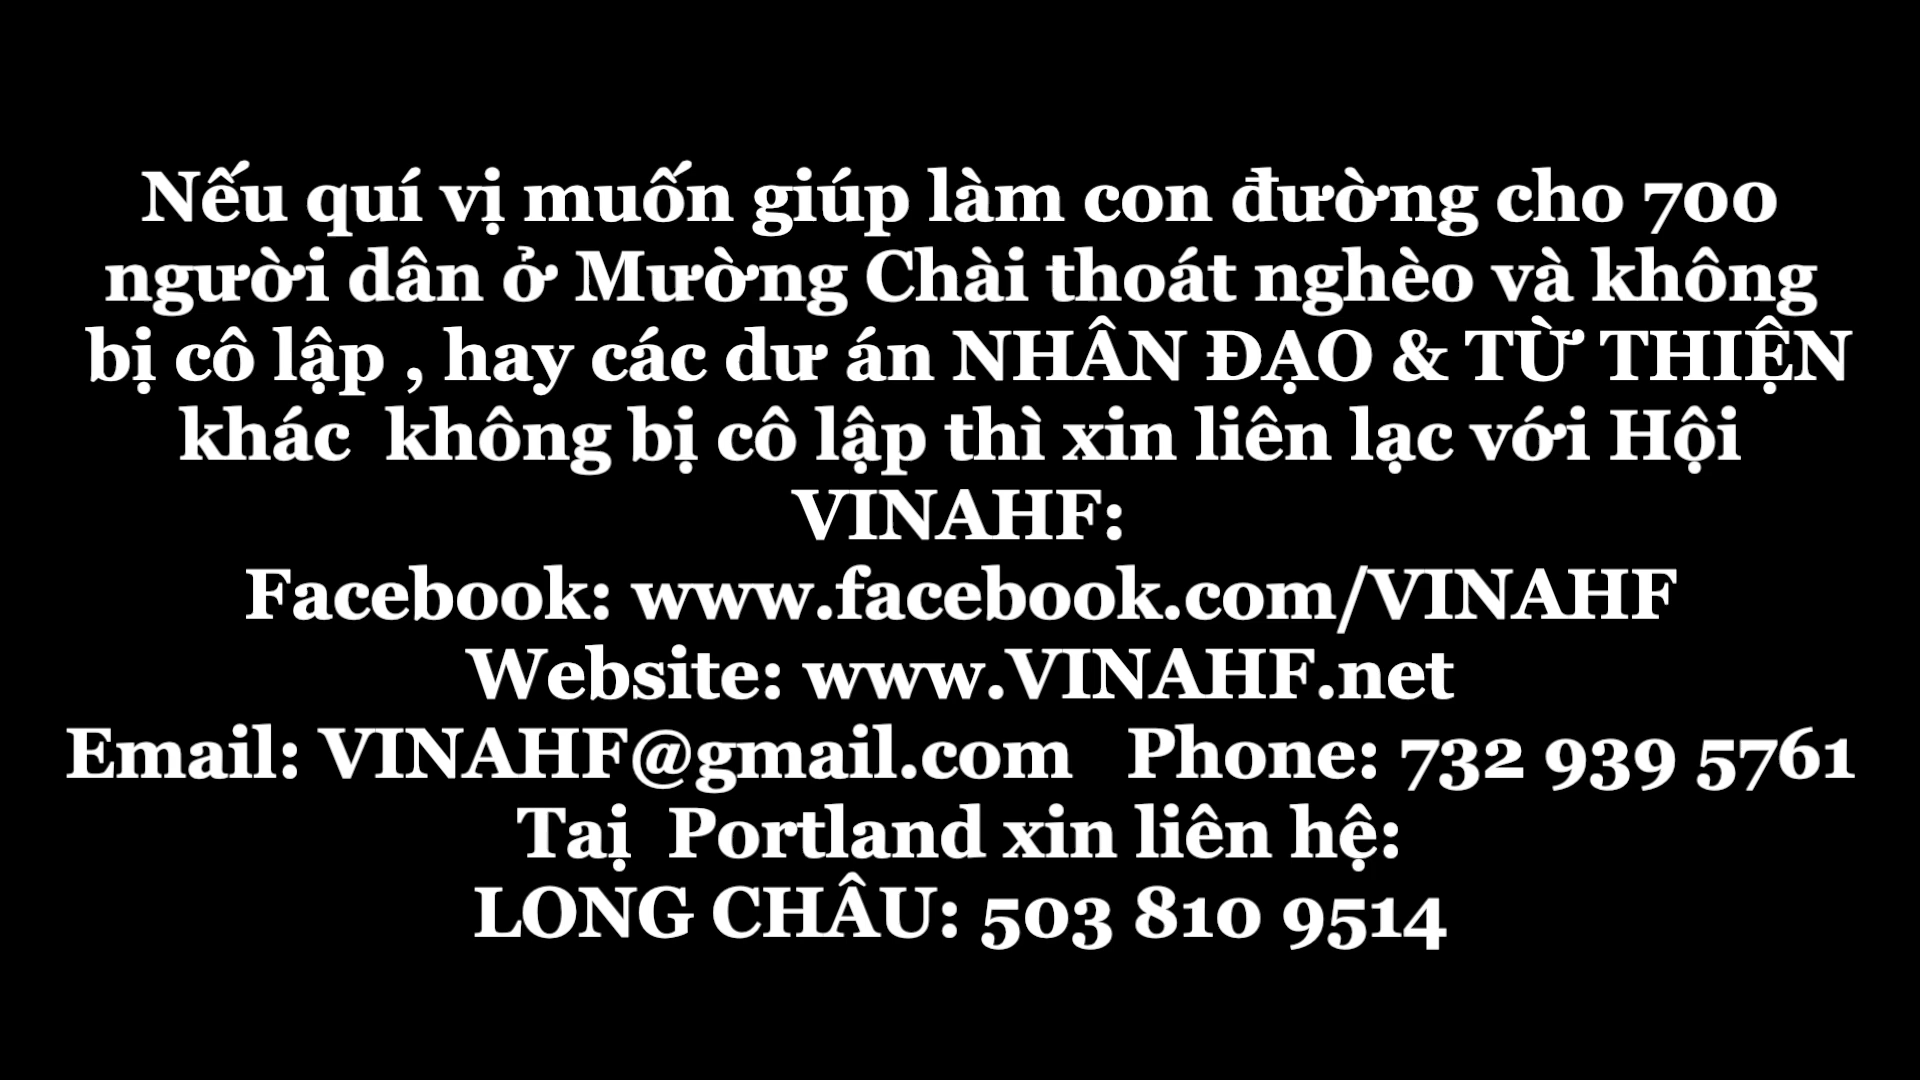 Nếu quí vị muốn giúp làm con đường cho 700
người dân ở Mường Chài thoát nghèo và không
bị cô lập , hay các dư án NHÂN ĐẠO & TỪ THIỆN
khác  không bị cô lập thì xin liên lạc với Hội
VINAHF:
Facebook: www.facebook.com/VINAHF
Website: www.VINAHF.net
Email: VINAHF@gmail.com   Phone: 732 939 5761
Taị  Portland xin liên hệ:
LONG CHÂU: 503 810 9514